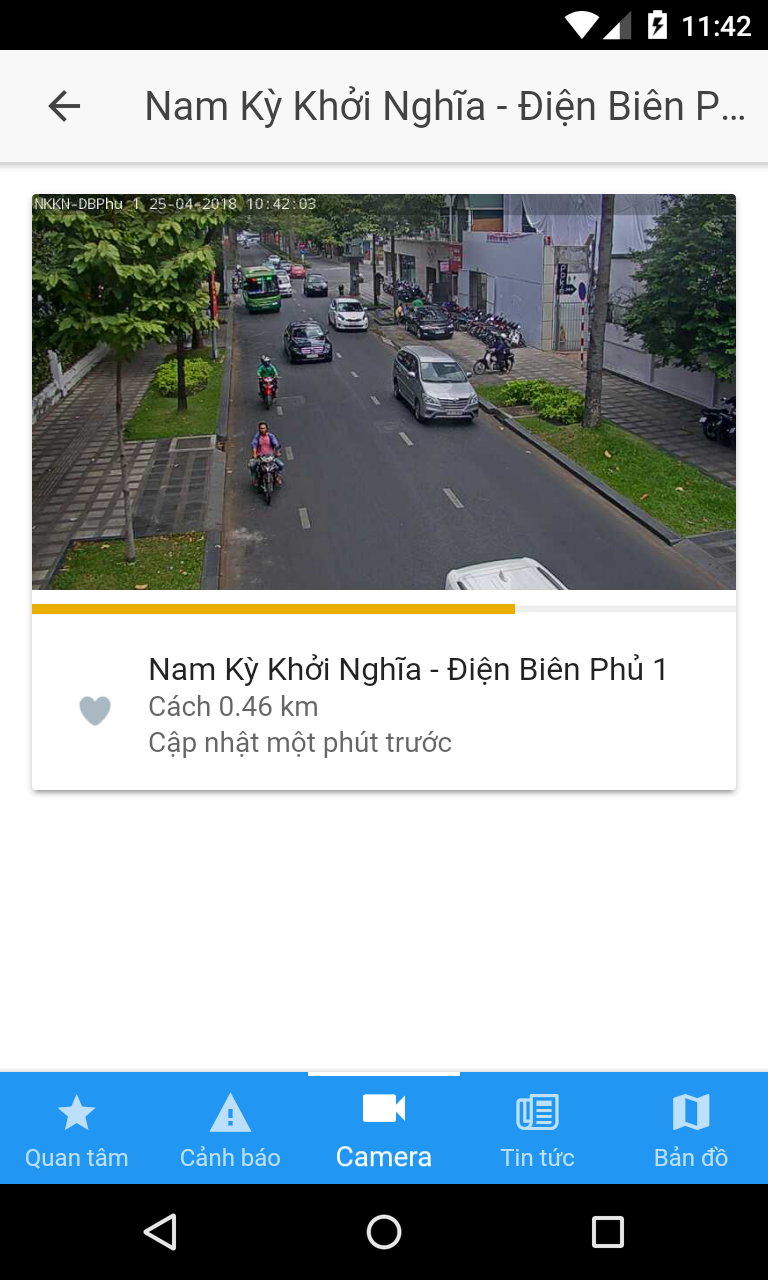 11:42
Nam Kỳ Khởi Nghĩa - Điện Biên P...
NKKN-DBPhu 1 25-04-2018 10:42:03
Nam Kỳ Khởi Nghĩa - Điện Biên Phủ 1
Cách 0.46 km
Cập nhật một phút trước
Quan tâm
Cảnh báo
Camera
Tin tức
Bản đồ